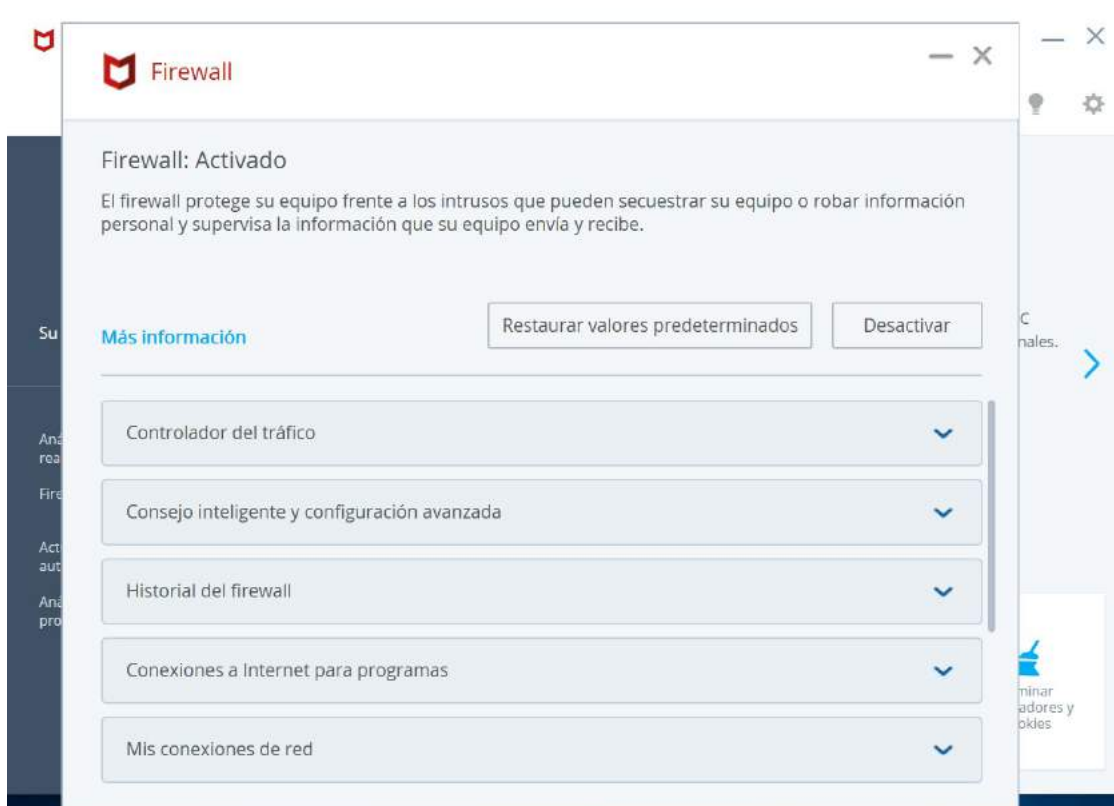 Firewall
Firewall: Activado
El firewall protege su equipo frente a los intrusos que pueden secuestrar su equipo o robar información
personal y supervisa la información que su equipo envía y recibe.
Más información
Restaurar valores predeterminados
Desactivar
Controlador del tráfico
Consejo inteligente y configuración avanzada
Historial del firewall
Conexiones a Internet para programas
Mis conexiones de red
Su